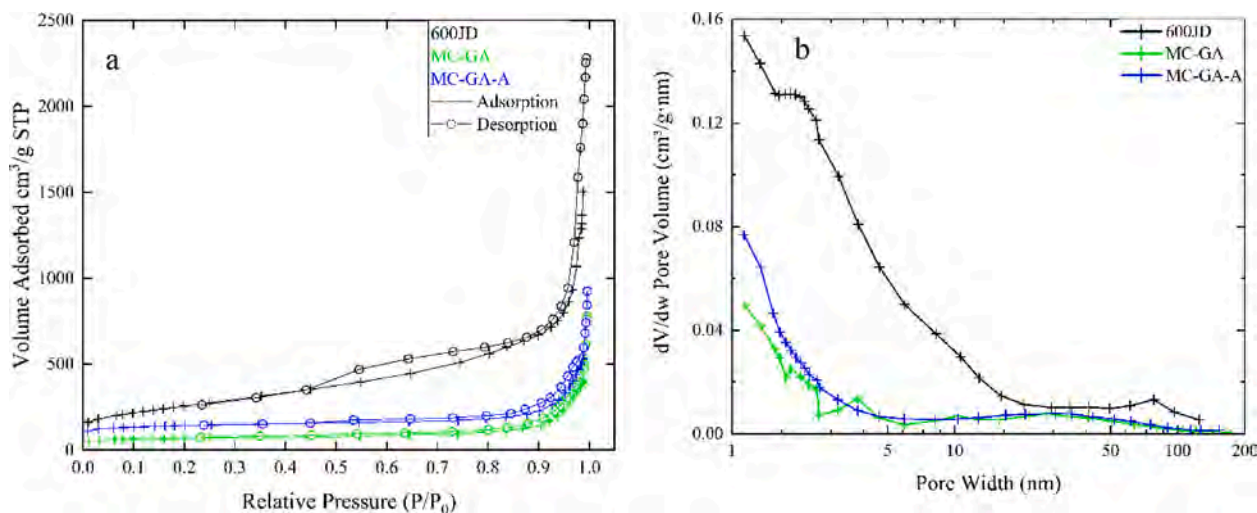 a
600JD
MC-GA
MC-GA-A
Adsorption
Desorption
2500
2000
1500
1000
500
0
Volume Adsorbed cm³/g STP
0.0 0.1 0.2 0.3 0.4 0.5 0.6 0.7 0.8 0.9 1.0
Relative Pressure (P/P₀)
b
600JD
MC-GA
MC-GA-A
0.16
0.12
0.08
0.04
0.00
dV/dw Pore Volume (cm³/g·nm)
1 5 10 50 100
Pore Width (nm)